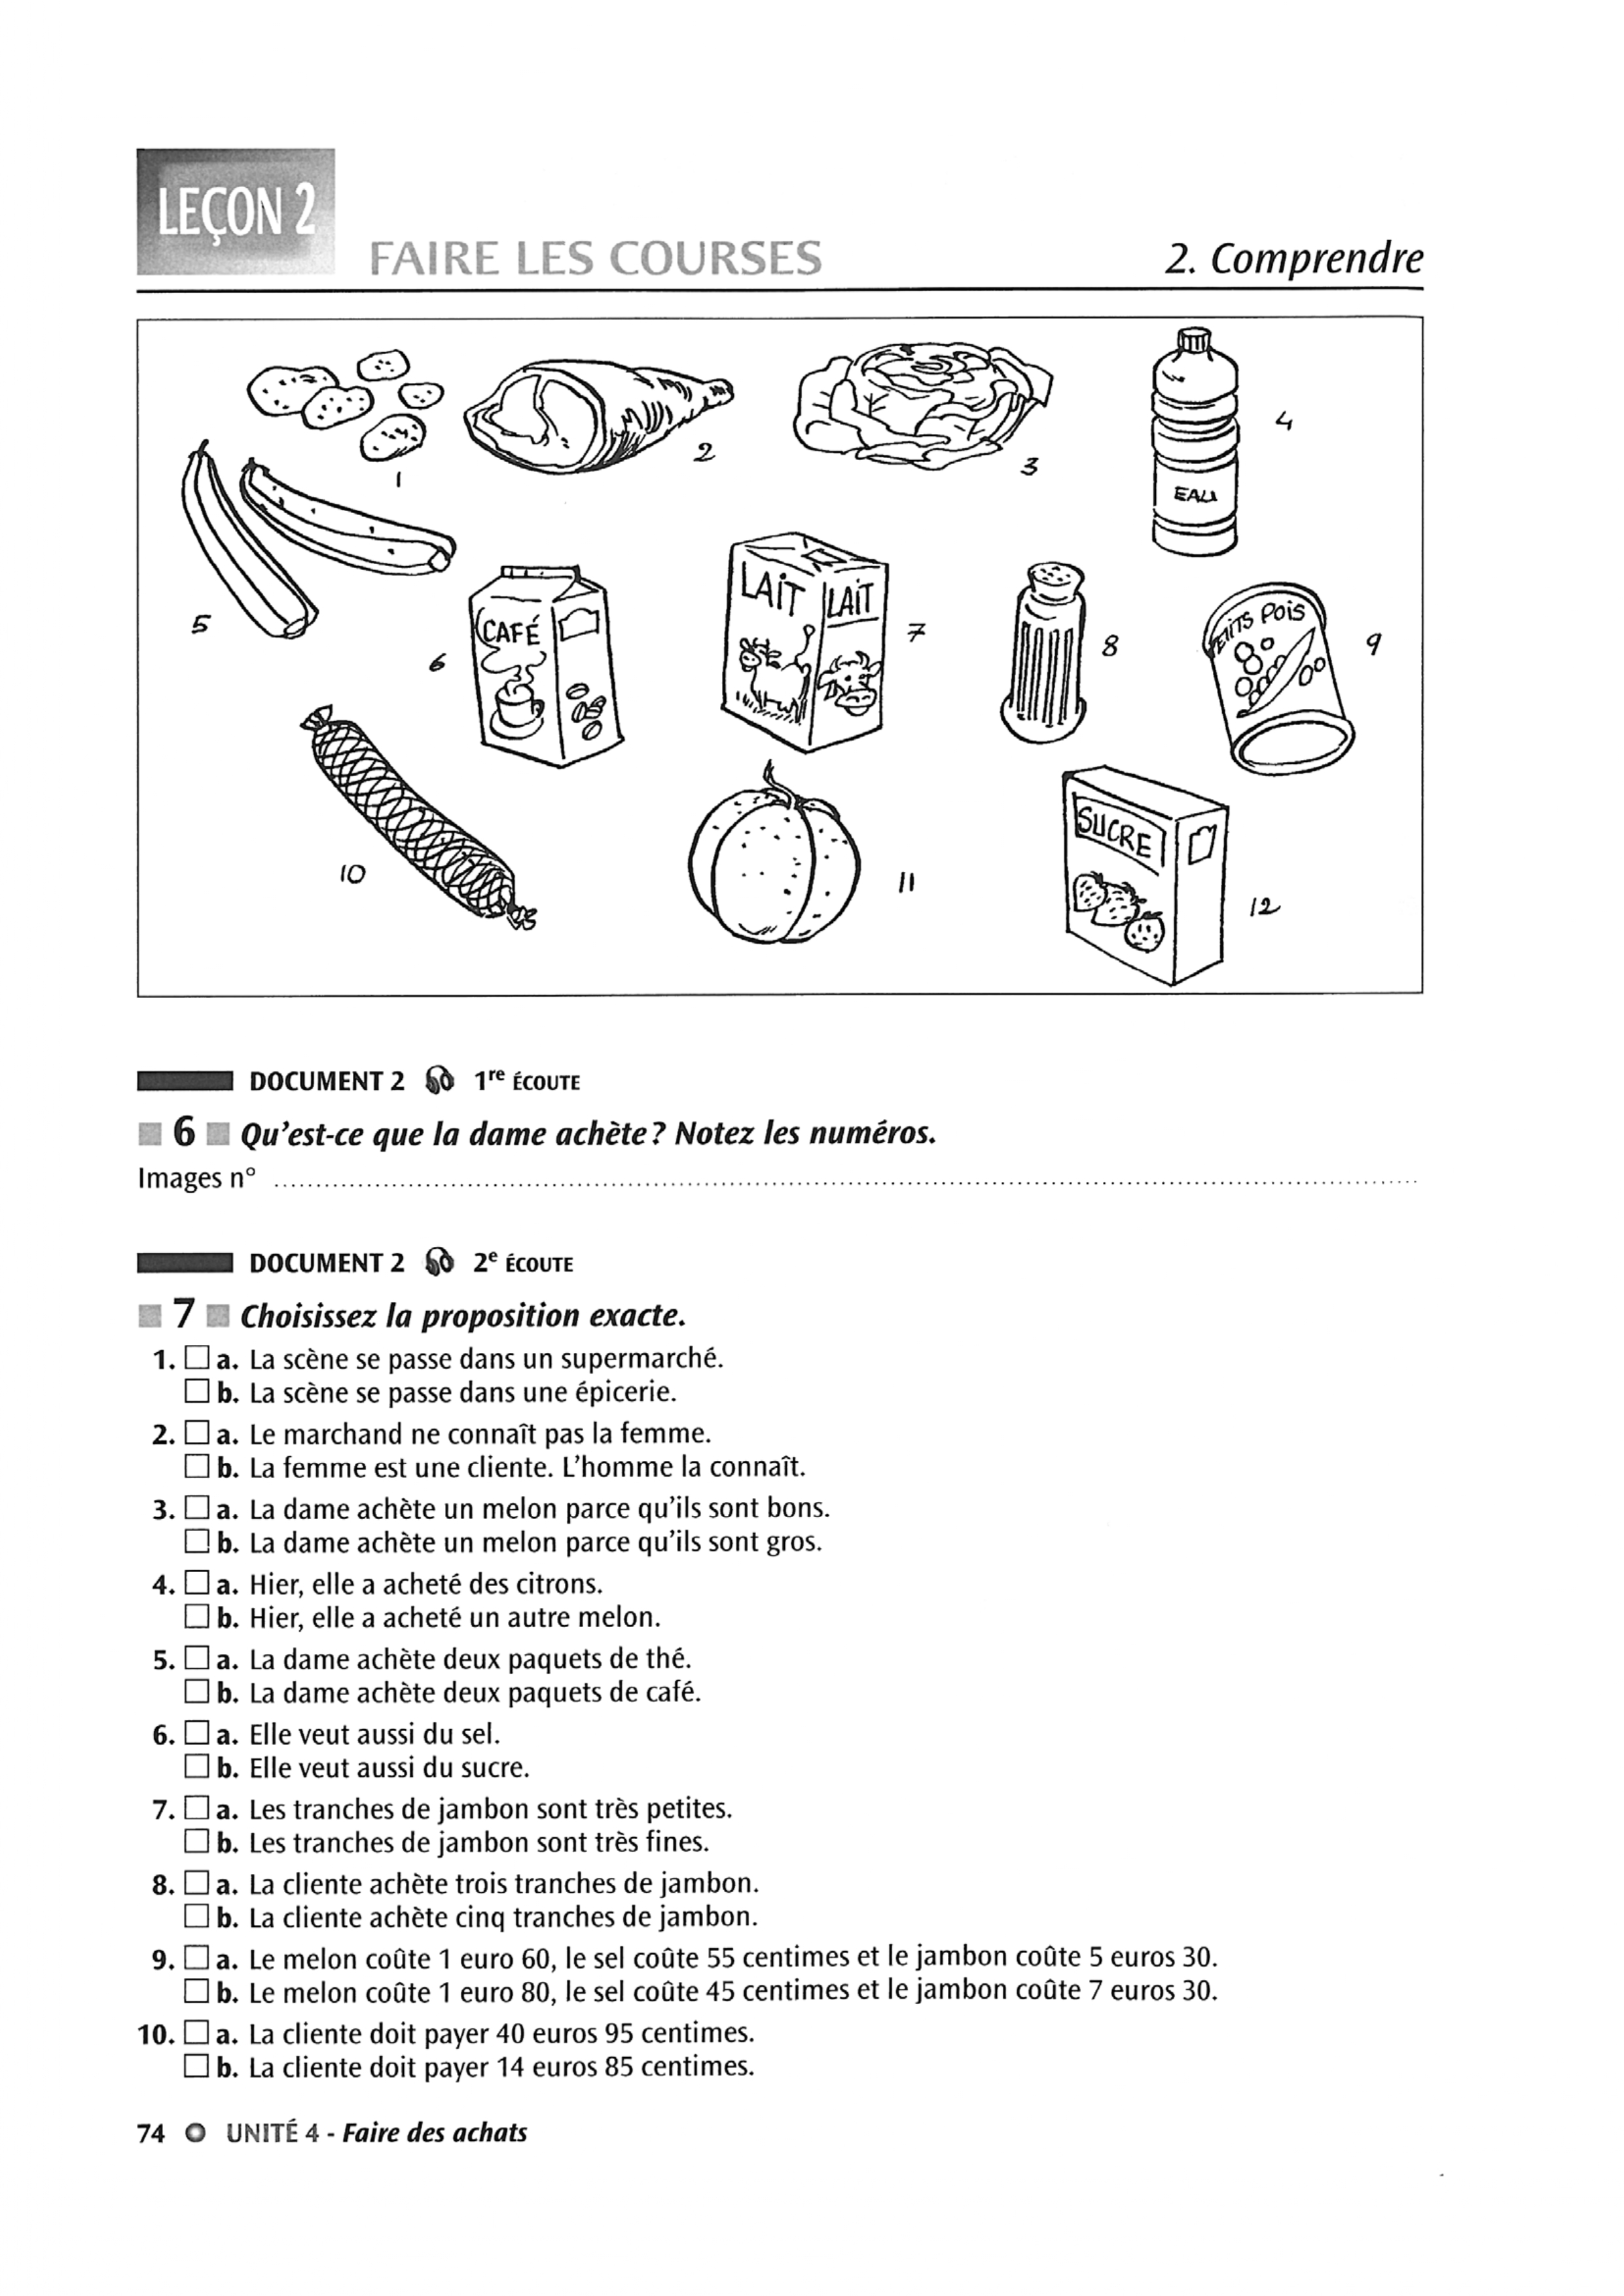 LEÇON 2
FAIRE LES COURSES
2. Comprendre
1
2
3
4
EAU
5
6
CAFÉ
LAIT LAIT
7
8
PETITS POIS
9
10
11
SUCRE
12
DOCUMENT 2 1re ÉCOUTE
6 Qu'est-ce que la dame achète ? Notez les numéros.
Images n° ..........
DOCUMENT 2 2e ÉCOUTE
7 Choisissez la proposition exacte.
1. ☐ a. La scène se passe dans un supermarché.
☐ b. La scène se passe dans une épicerie.
2. ☐ a. Le marchand ne connaît pas la femme.
☐ b. La femme est une cliente. L'homme la connaît.
3. ☐ a. La dame achète un melon parce qu'ils sont bons.
☐ b. La dame achète un melon parce qu'ils sont gros.
4. ☐ a. Hier, elle a acheté des citrons.
☐ b. Hier, elle a acheté un autre melon.
5. ☐ a. La dame achète deux paquets de thé.
☐ b. La dame achète deux paquets de café.
6. ☐ a. Elle veut aussi du sel.
☐ b. Elle veut aussi du sucre.
7. ☐ a. Les tranches de jambon sont très petites.
☐ b. Les tranches de jambon sont très fines.
8. ☐ a. La cliente achète trois tranches de jambon.
☐ b. La cliente achète cinq tranches de jambon.
9. ☐ a. Le melon coûte 1 euro 60, le sel coûte 55 centimes et le jambon coûte 5 euros 30.
☐ b. Le melon coûte 1 euro 80, le sel coûte 45 centimes et le jambon coûte 7 euros 30.
10. ☐ a. La cliente doit payer 40 euros 95 centimes.
☐ b. La cliente doit payer 14 euros 85 centimes.
74 UNITÉ 4 - Faire des achats